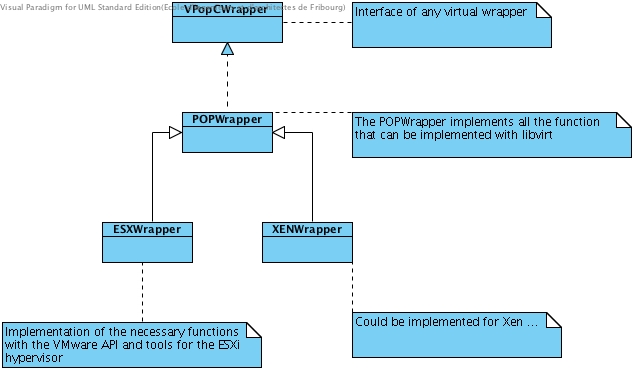 Visual Paradigm for UML Standard Edition(Ecole des de Fribourg)
VPopCWrapper
Interface of any virtual wrapper
POPWrapper
The POPWrapper implements all the function
that can be implemented with libvirt
ESXWrapper
XENWrapper
Implementation of the necessary functions
with the VMware API and tools for the ESXi
hypervisor
Could be implemented for Xen ...